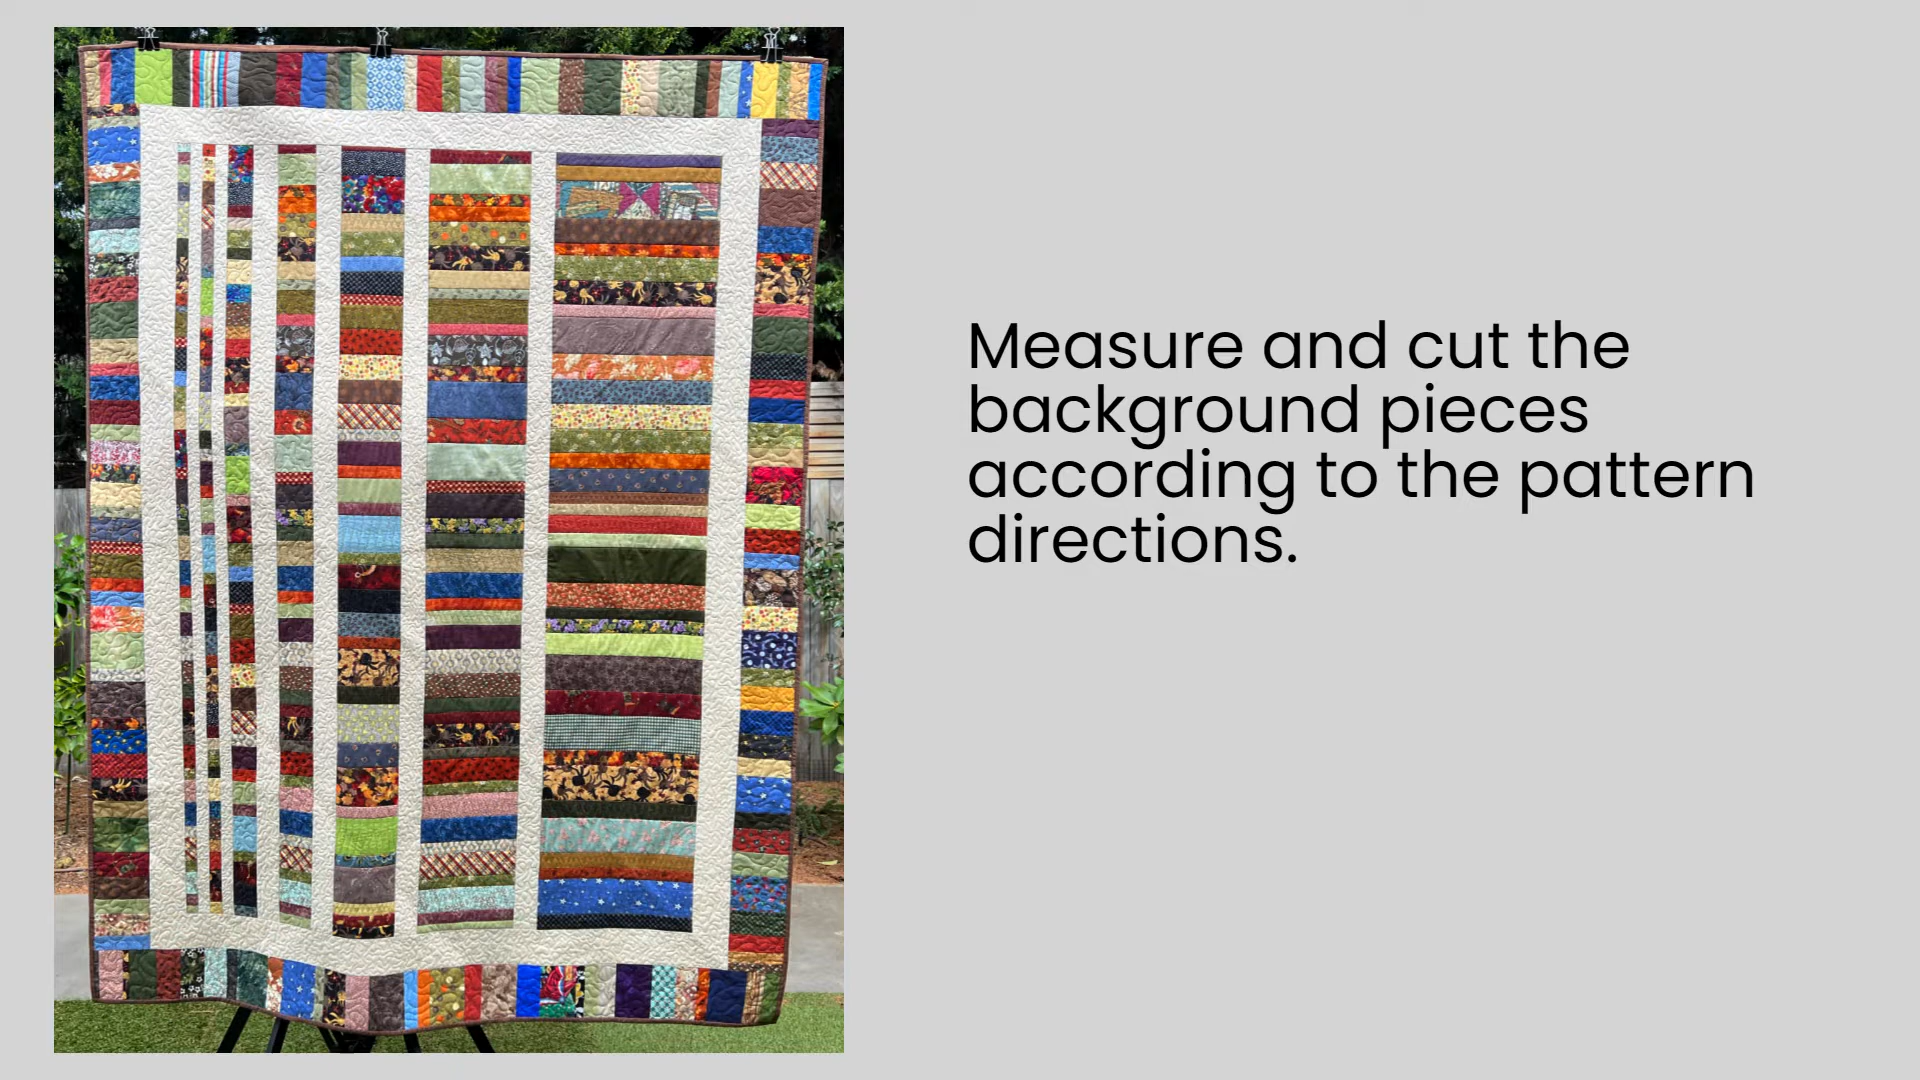 Measure and cut the
background pieces
according to the pattern
directions.